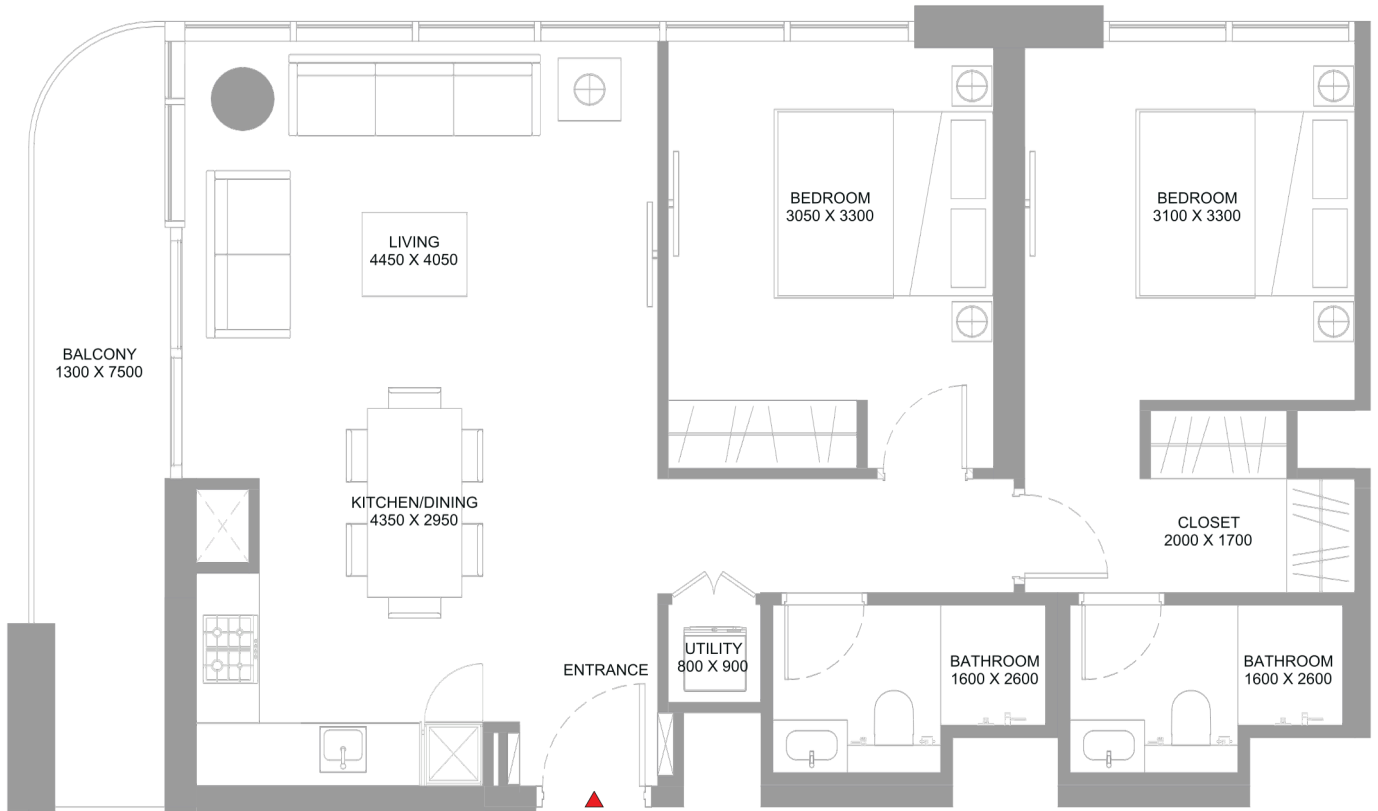 BEDROOM
3050 X 3300
BEDROOM
3100 X 3300
LIVING
4450 X 4050
BALCONY
1300 X 7500
KITCHEN/DINING
4350 X 2950
CLOSET
2000 X 1700
ENTRANCE
UTILITY
800 X 900
BATHROOM
1600 X 2600
BATHROOM
1600 X 2600